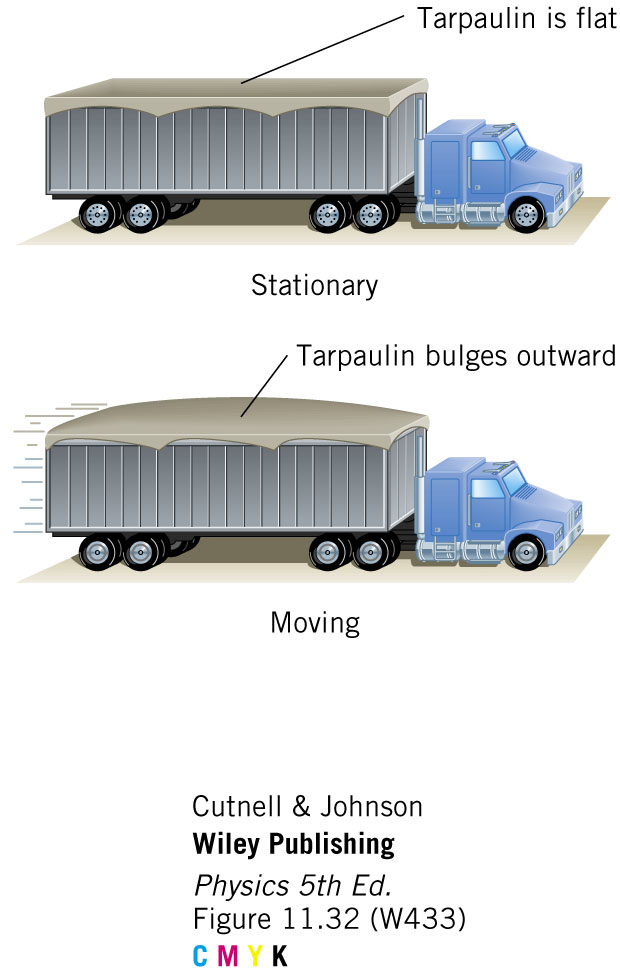 Tarpaulin is flat
Stationary
Tarpaulin bulges outward
Moving
Cutnell & Johnson
Wiley Publishing
Physics 5th Ed.
Figure 11.32 (W433)
C M Y K